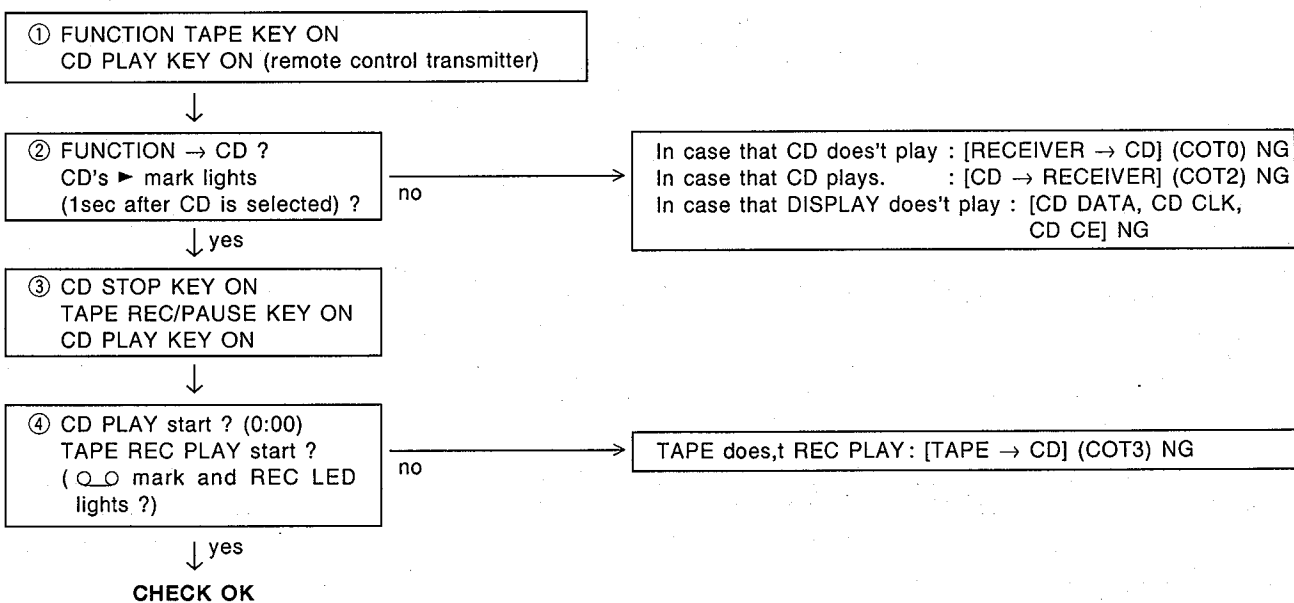 ① FUNCTION TAPE KEY ON
CD PLAY KEY ON (remote control transmitter)
② FUNCTION → CD ?
CD's ► mark lights
(1sec after CD is selected) ?
no
In case that CD does't play : [RECEIVER → CD] (COT0) NG
In case that CD plays. : [CD → RECEIVER] (COT2) NG
In case that DISPLAY does't play : [CD DATA, CD CLK,
CD CE] NG
yes
③ CD STOP KEY ON
TAPE REC/PAUSE KEY ON
CD PLAY KEY ON
④ CD PLAY start ? (0:00)
TAPE REC PLAY start ?
( mark and REC LED
lights ?)
no
TAPE does,t REC PLAY: [TAPE → CD] (COT3) NG
yes
CHECK OK